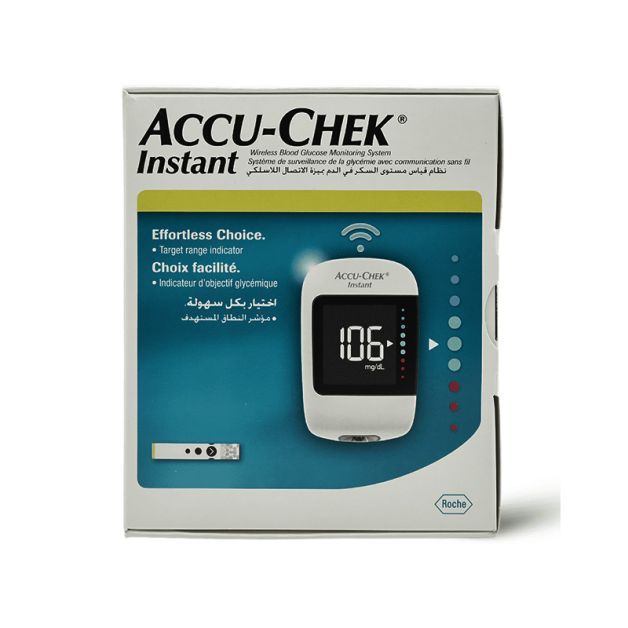 ACCU-CHEK®
Instant
Wireless Blood Glucose Monitoring System
Système de surveillance de la glycémie avec communication sans fil
نظام قياس مستوى السكر في الدم بميزة الاتصال اللاسلكي
Effortless Choice.
• Target range indicator
Choix facilité.
• Indicateur d'objectif glycémique
اختيار بكل سهولة.
• مؤشر النطاق المستهدف
ACCU-CHEK®
Instant
106
mg/dL
Roche